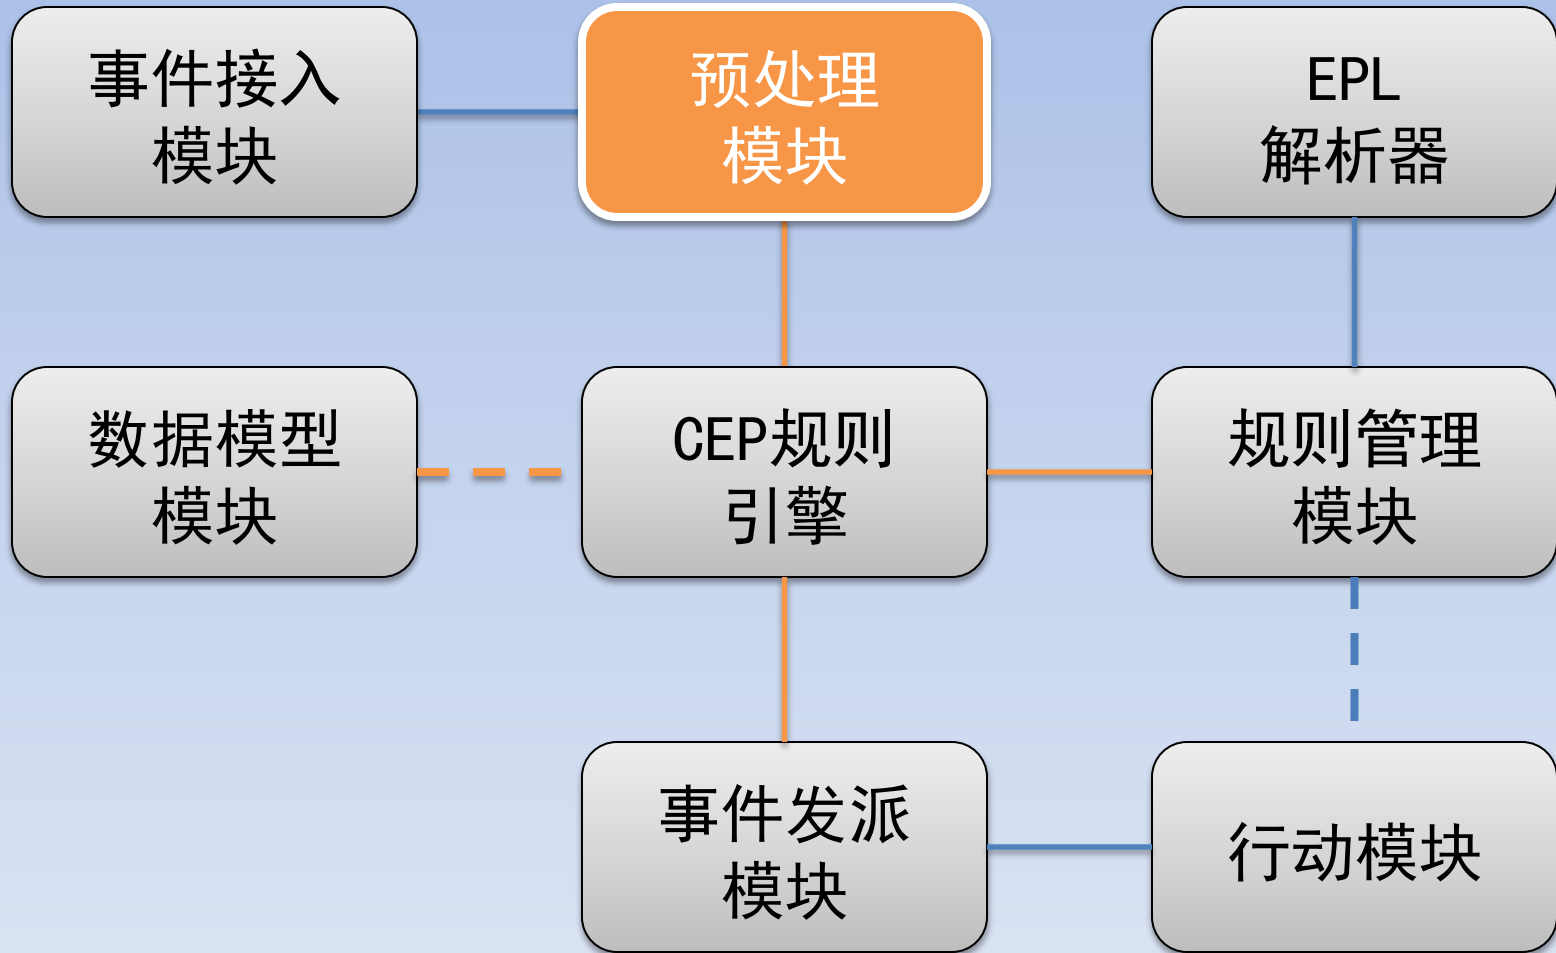 事件接入
模块
预处理
模块
EPL
解析器
数据模型
模块
CEP规则
引擎
规则管理
模块
事件发派
模块
行动模块